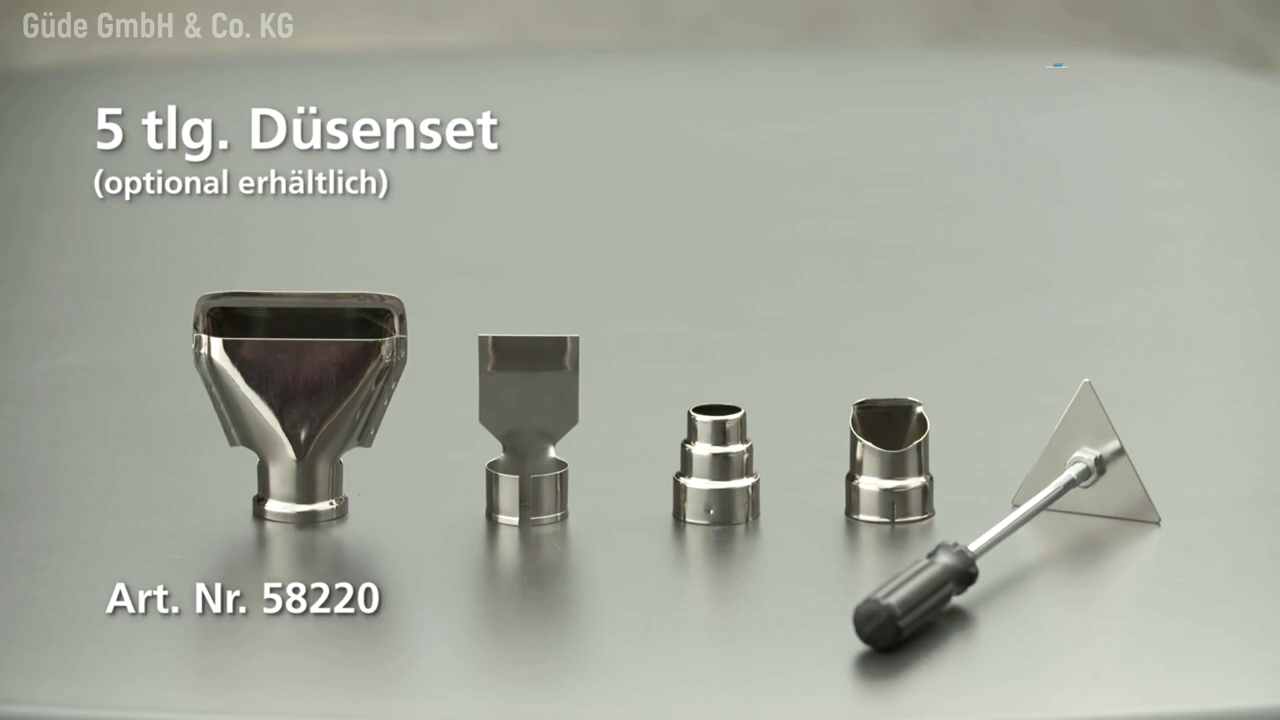 Güde GmbH & Co. KG
5 tlg. Düsenset
(optional erhältlich)
Art. Nr. 58220